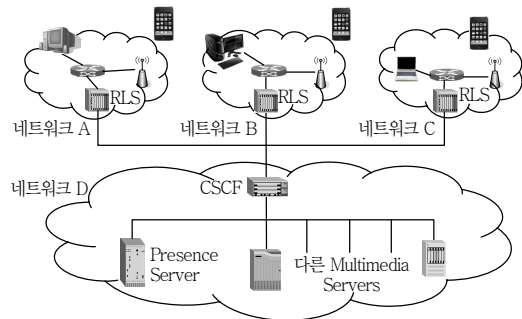 RLS
RLS
RLS
네트워크 A
네트워크 B
네트워크 C
네트워크 D
CSCF
Presence
Server
다른 Multimedia
Servers